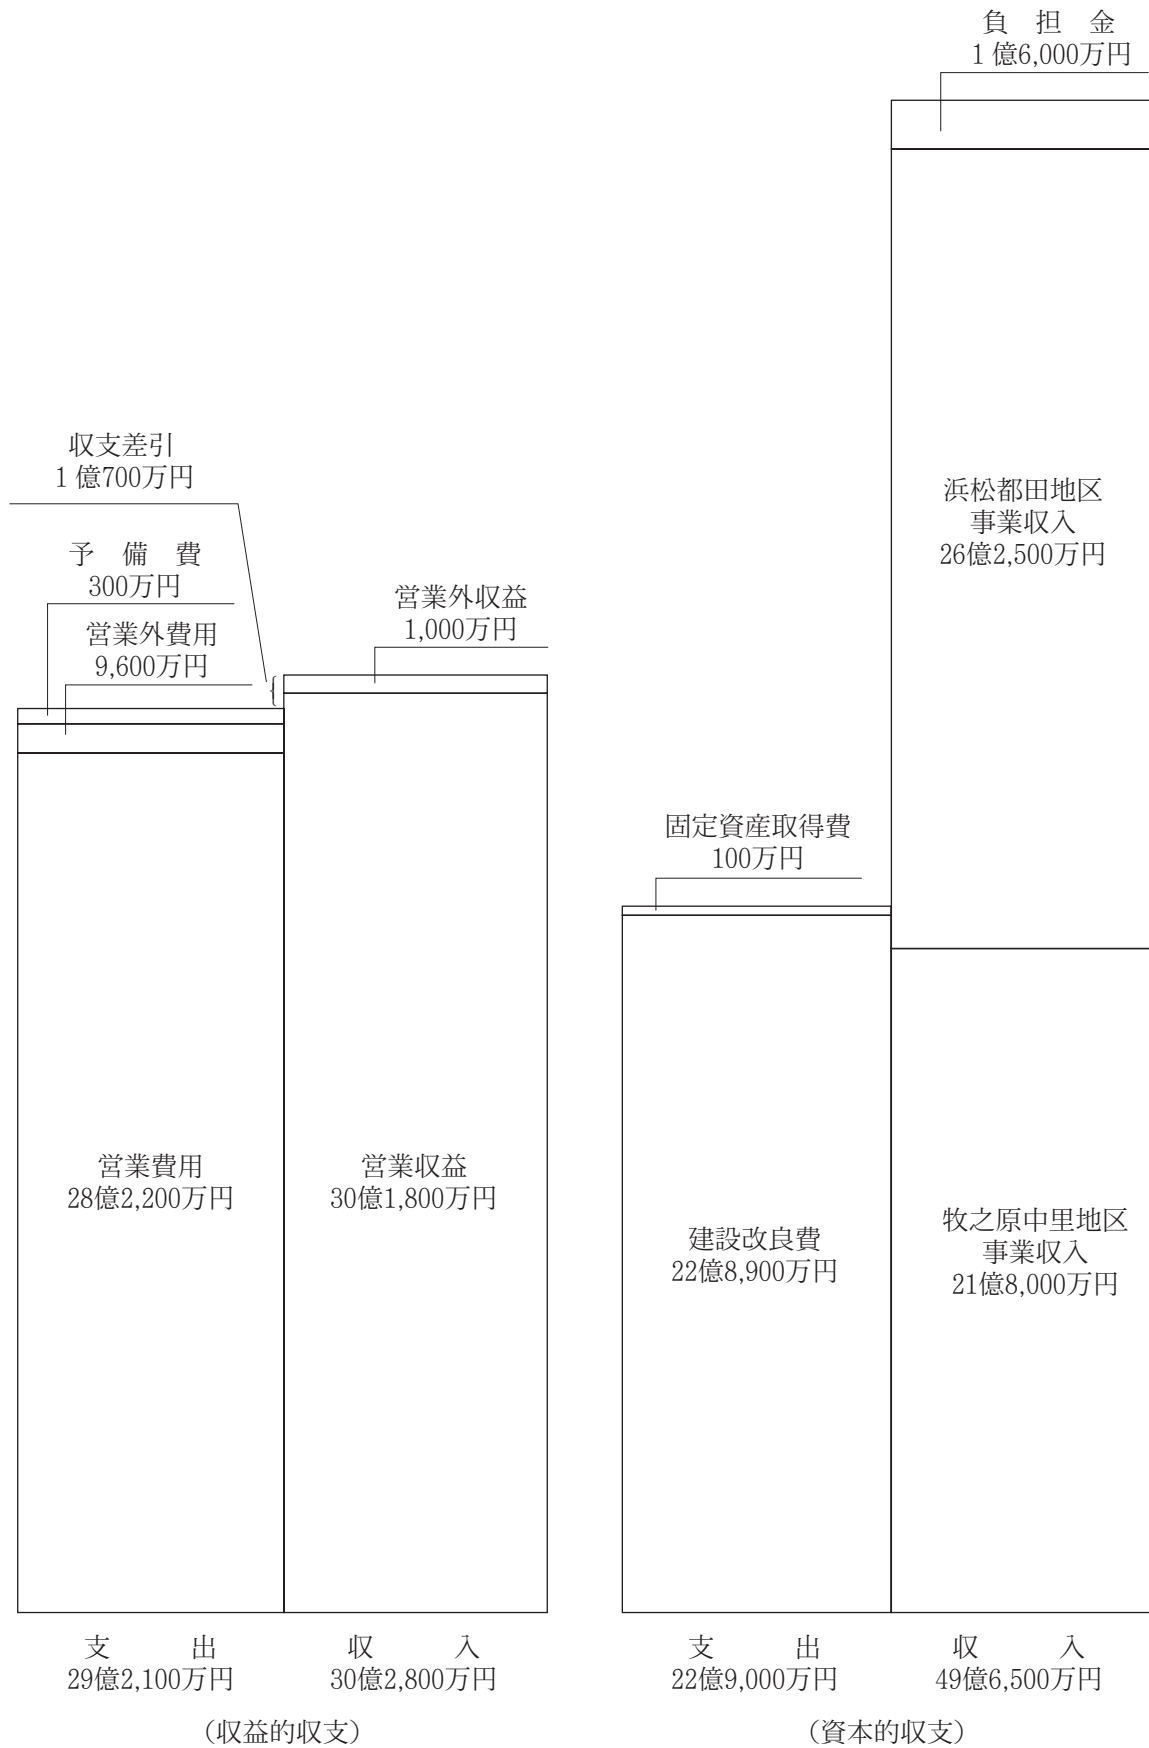 収支差引
1億700万円
予備費
300万円
営業外費用
9,600万円
営業外収益
1,000万円
営業費用
28億2,200万円
営業収益
30億1,800万円
支出
29億2,100万円
収入
30億2,800万円
(収益的収支)
負担金
1億6,000万円
浜松都田地区
事業収入
26億2,500万円
固定資産取得費
100万円
建設改良費
22億8,900万円
牧之原中里地区
事業収入
21億8,000万円
支出
22億9,000万円
収入
49億6,500万円
(資本的収支)